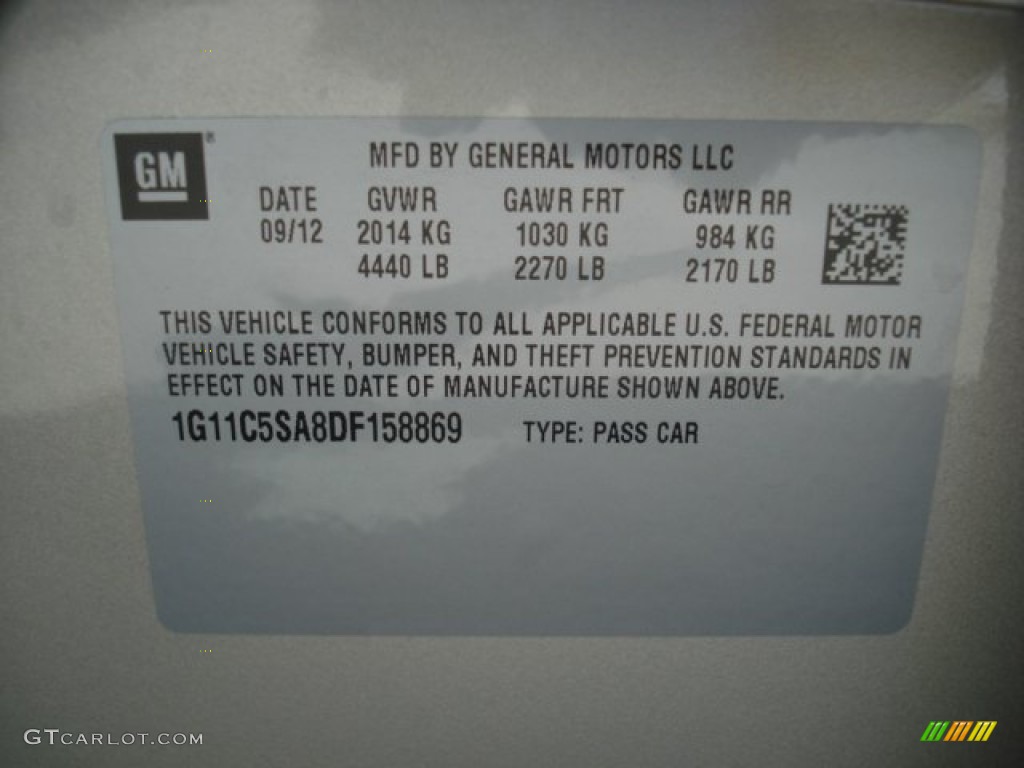 GM ®
MFD BY GENERAL MOTORS LLC
DATE GVWR GAWR FRT GAWR RR
09/12 2014 KG 1030 KG 984 KG
4440 LB 2270 LB 2170 LB
THIS VEHICLE CONFORMS TO ALL APPLICABLE U.S. FEDERAL MOTOR
VEHICLE SAFETY, BUMPER, AND THEFT PREVENTION STANDARDS IN
EFFECT ON THE DATE OF MANUFACTURE SHOWN ABOVE.
1G11C5SA8DF158869 TYPE: PASS CAR
GTCARLOT.COM